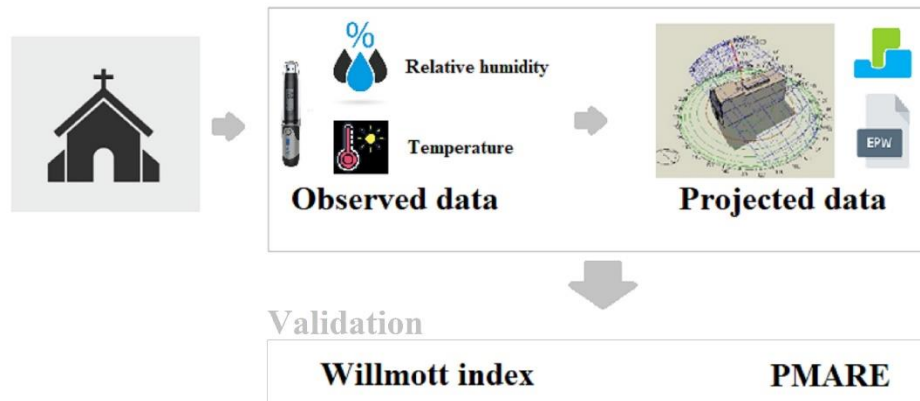 %
Relative humidity
Temperature
EPW
Observed data
Projected data
Validation
Willmott index
PMARE